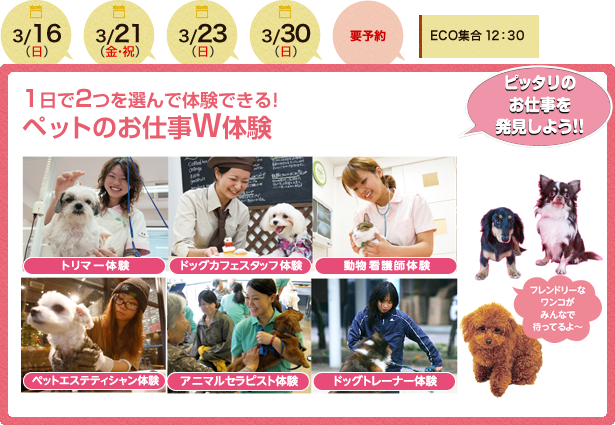 3/16
(日)
3/21
(金・祝)
3/23
(日)
3/30
(日)
要予約
ECO集合 12:30
1日で2つを選んで体験できる!
ペットのお仕事W体験
ピッタリの
お仕事を
発見しよう!!
トリマー体験
ドッグカフェスタッフ体験
動物看護師体験
ペットエステティシャン体験
アニマルセラピスト体験
ドッグトレーナー体験
フレンドリーな
ワンコが
みんなで
待ってるよ〜